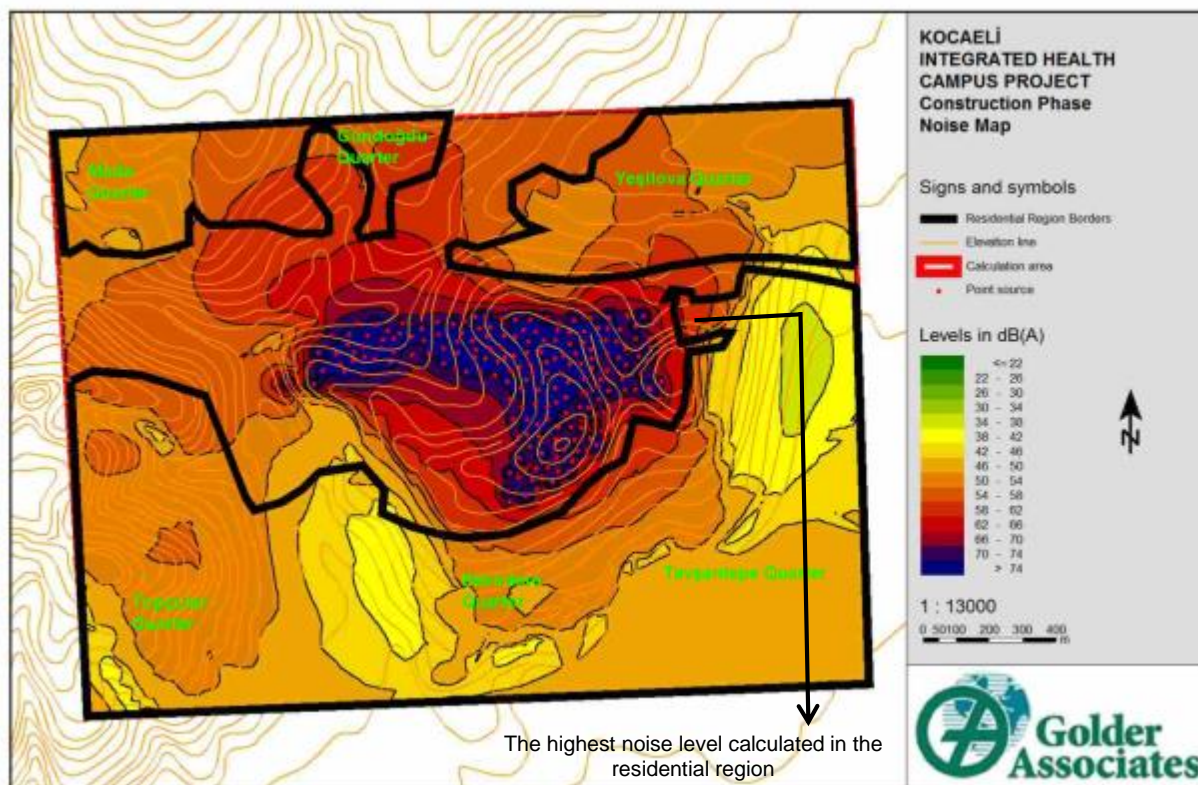 KOCAELİ
INTEGRATED HEALTH
CAMPUS PROJECT
Construction Phase
Noise Map
Signs and symbols
Residential Region Borders
Elevation line
Calculation area
Point source
Levels in dB(A)
<= 22
22 - 26
26 - 30
30 - 34
34 - 38
38 - 42
42 - 46
46 - 50
50 - 54
54 - 58
58 - 62
62 - 66
66 - 70
70 - 74
> 74
N
1 : 13000
0 50100 200 300 400
m
Gündoğdu
Quarter
Quarter
Yeşilova Quarter
Topçular
Quarter
Quarter
Tavşantepe Quarter
The highest noise level calculated in the
residential region
Golder
Associates